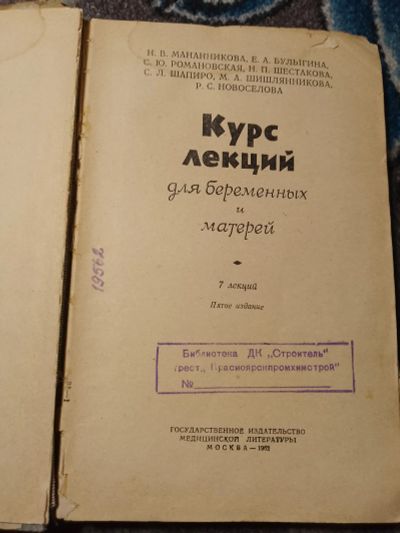 Н. В. МАНАННИКОВА, Е. А. БУЛЫГИНА,
С. Ю. РОМАНОВСКАЯ, Н. П. ШЕСТАКОВА,
С. Л. ШАПИРО, М. А. ШИШЛЯННИКОВА,
Р. С. НОВОСЕЛОВА
Курс
лекций
для беременных
и
матерей
7 лекций
Пятое издание
19562
Библиотека ДК „Строитель"
трест „Красноярскпромхимстрой"
№
ГОСУДАРСТВЕННОЕ ИЗДАТЕЛЬСТВО
МЕДИЦИНСКОЙ ЛИТЕРАТУРЫ
МОСКВА — 1962